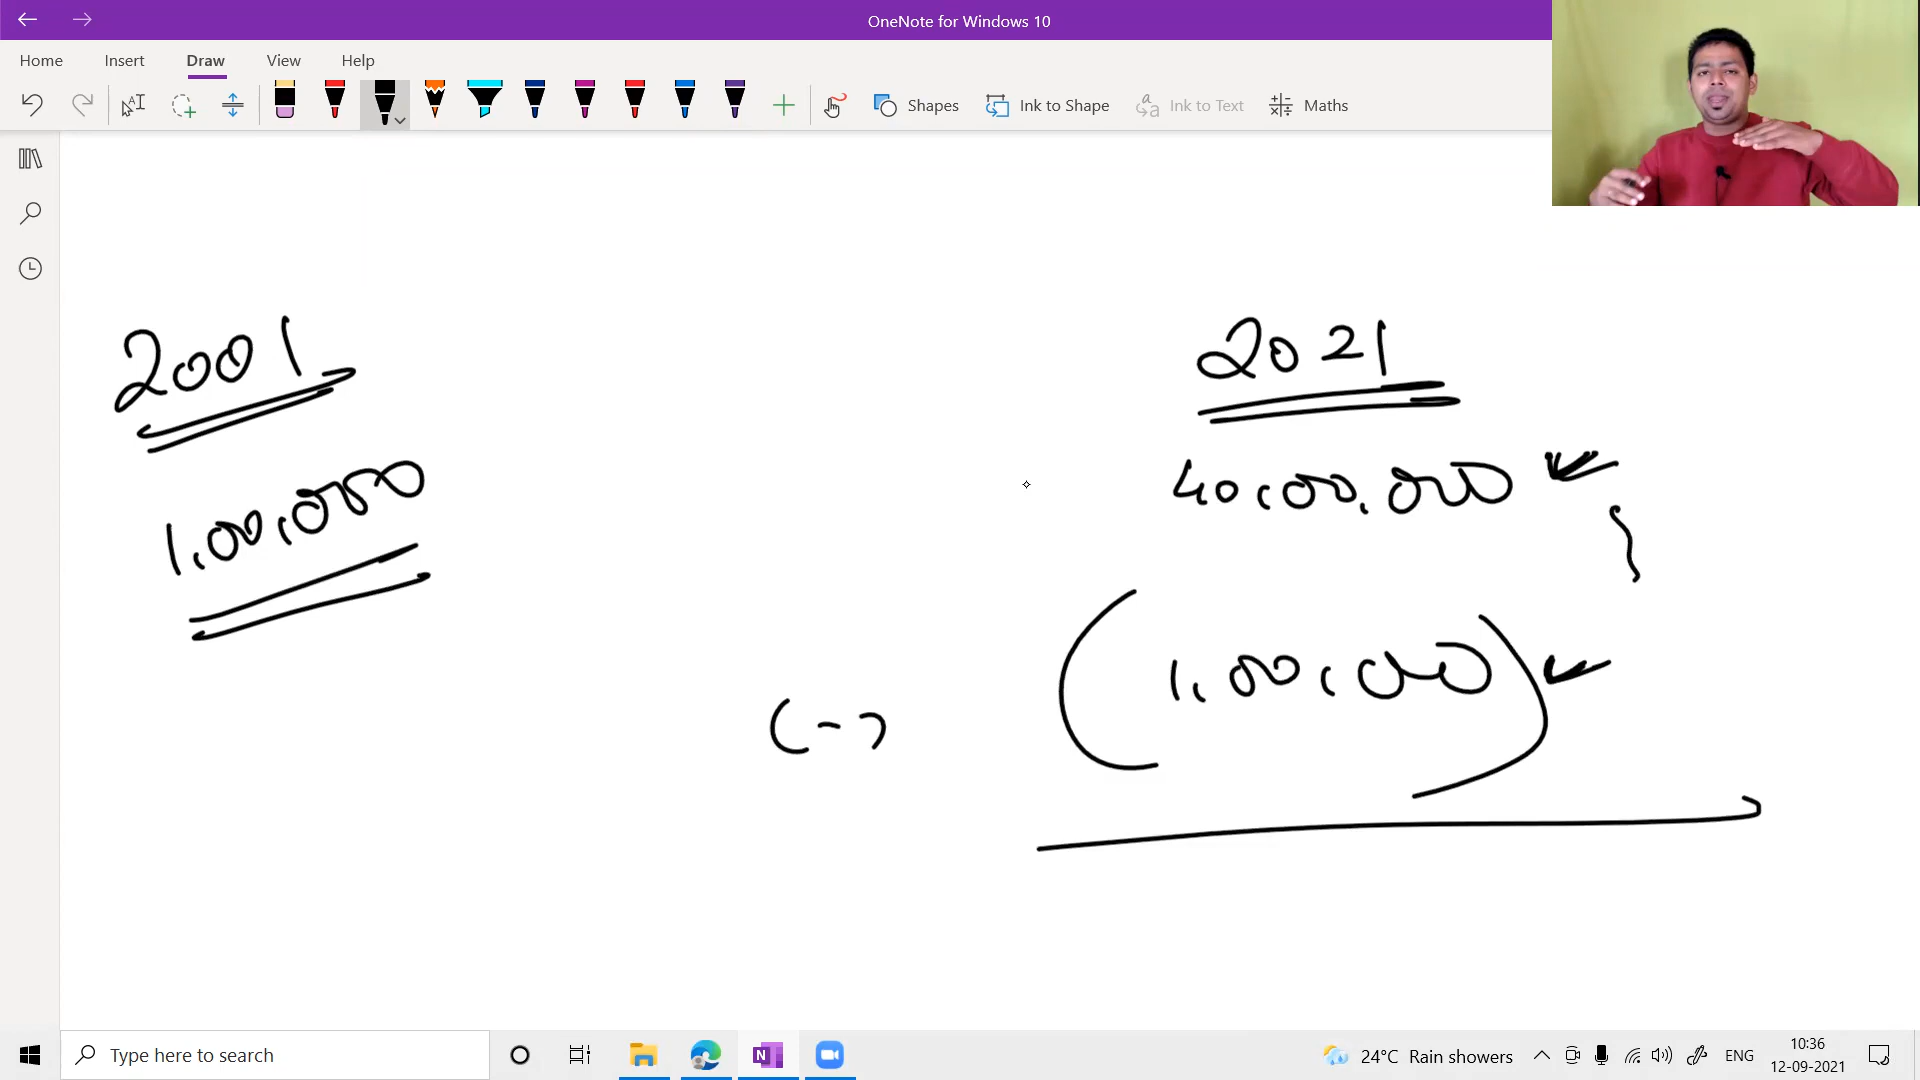 OneNote for Windows 10
Home Insert Draw View Help
Shapes Ink to Shape Ink to Text Maths
2001
1,00,000
2021
40,00,000
(1,00,000)
(-)
Type here to search
24°C Rain showers
ENG
10:36
12-09-2021